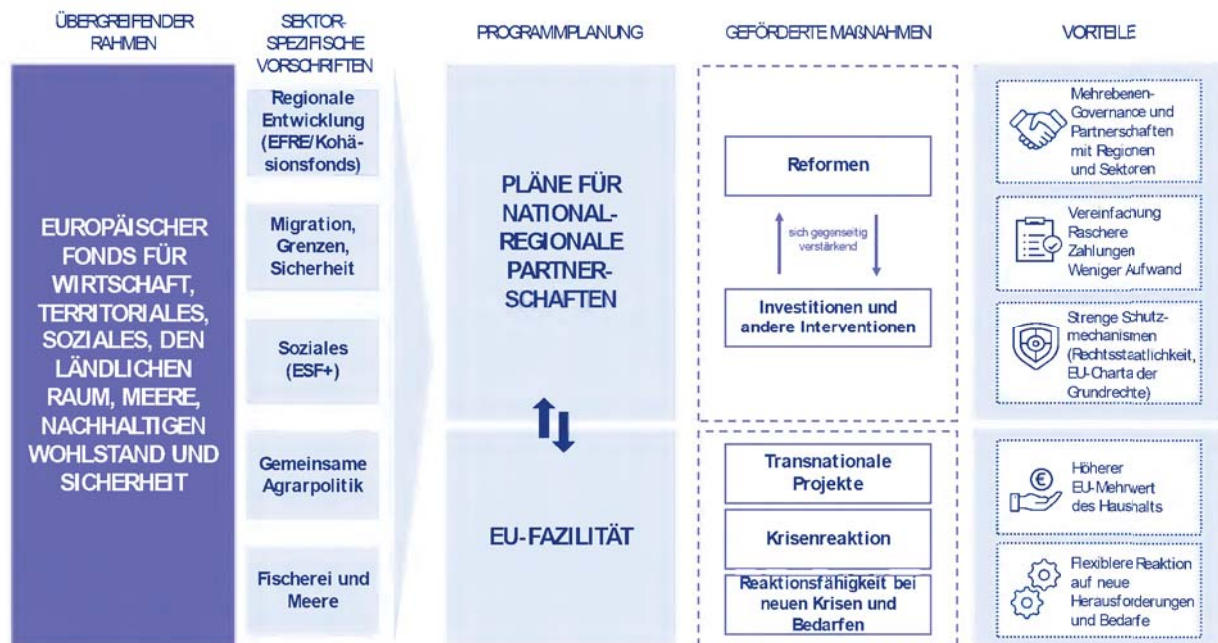 ÜBERGREIFENDER
RAHMEN
SEKTOR-
SPEZIFISCHE
VORSCHRIFTEN
PROGRAMMPLANUNG
GEFÖRDERTE MAßNAHMEN
VORTEILE
EUROPÄISCHER
FONDS FÜR
WIRTSCHAFT,
TERRITORIALES,
SOZIALES, DEN
LÄNDLICHEN
RAUM, MEERE,
NACHHALTIGEN
WOHLSTAND UND
SICHERHEIT
Regionale
Entwicklung
(EFRE/Kohä-
sionsfonds)
Migration,
Grenzen,
Sicherheit
Soziales
(ESF+)
Gemeinsame
Agrarpolitik
Fischerei und
Meere
PLÄNE FÜR
NATIONAL-
REGIONALE
PARTNER-
SCHAFTEN
EU-FAZILITÄT
Reformen
sich gegenseitig
verstärkend
Investitionen und
andere Interventionen
Transnationale
Projekte
Krisenreaktion
Reaktionsfähigkeit bei
neuen Krisen und
Bedarfen
Mehrebenen-
Governance und
Partnerschaften
mit Regionen
und Sektoren
Vereinfachung
Raschere
Zahlungen
Weniger Aufwand
Strenge Schutz-
mechanismen
(Rechtsstaatlichkeit,
EU-Charta der
Grundrechte)
€
Höherer
EU-Mehrwert
des Haushalts
Flexiblere Reaktion
auf neue
Herausforderungen
und Bedarfe